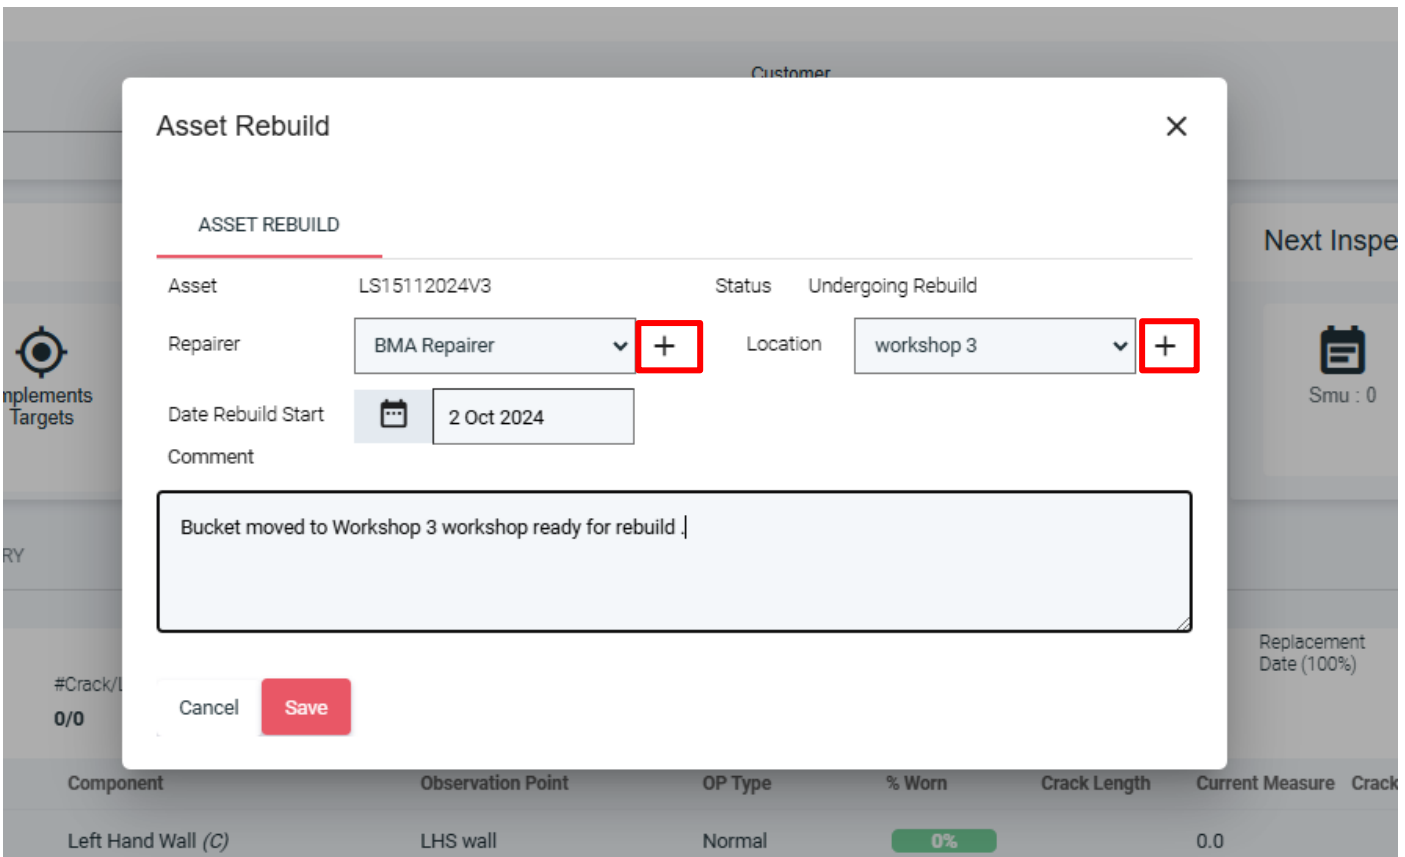 Customer
Asset Rebuild
ASSET REBUILD
Next Inspe
Asset LS15112024V3 Status Undergoing Rebuild
Repairer BMA Repairer Location workshop 3
mplements
Targets
Smu : 0
Date Rebuild Start 2 Oct 2024
Comment
Bucket moved to Workshop 3 workshop ready for rebuild .
RY
Replacement
Date (100%)
#Crack/L
0/0
Cancel Save
Component Observation Point OP Type % Worn Crack Length Current Measure Crack
Left Hand Wall (C) LHS wall Normal 0% 0.0